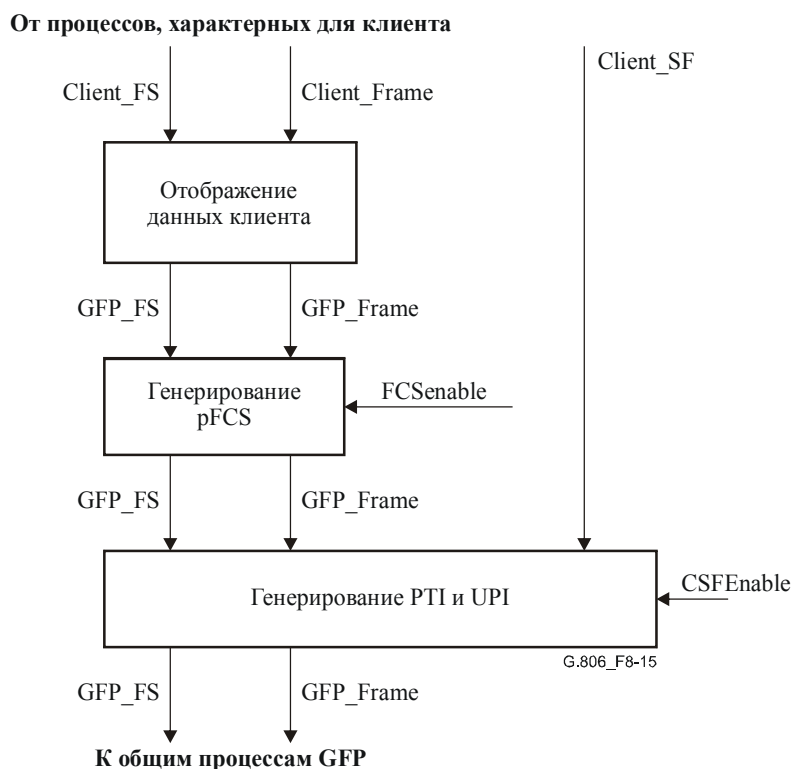 От процессов, характерных для клиента
Client_FS
Client_Frame
Client_SF
Отображение
данных клиента
GFP_FS
GFP_Frame
Генерирование
pFCS
FCSenable
GFP_FS
GFP_Frame
Генерирование PTI и UPI
CSFEnable
G.806_F8-15
GFP_FS
GFP_Frame
К общим процессам GFP